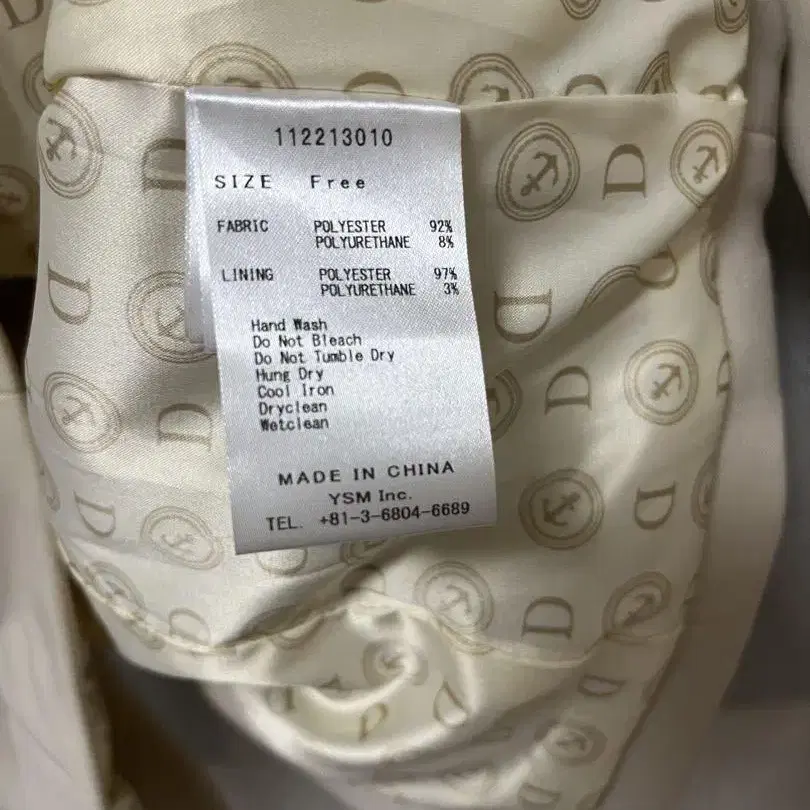 112213010
SIZE Free
FABRIC POLYESTER 92%
POLYURETHANE 8%
LINING POLYESTER 97%
POLYURETHANE 3%
Hand Wash
Do Not Bleach
Do Not Tumble Dry
Hung Dry
Cool Iron
Dryclean
Wetclean
MADE IN CHINA
YSM Inc.
TEL. +81-3-6804-6689